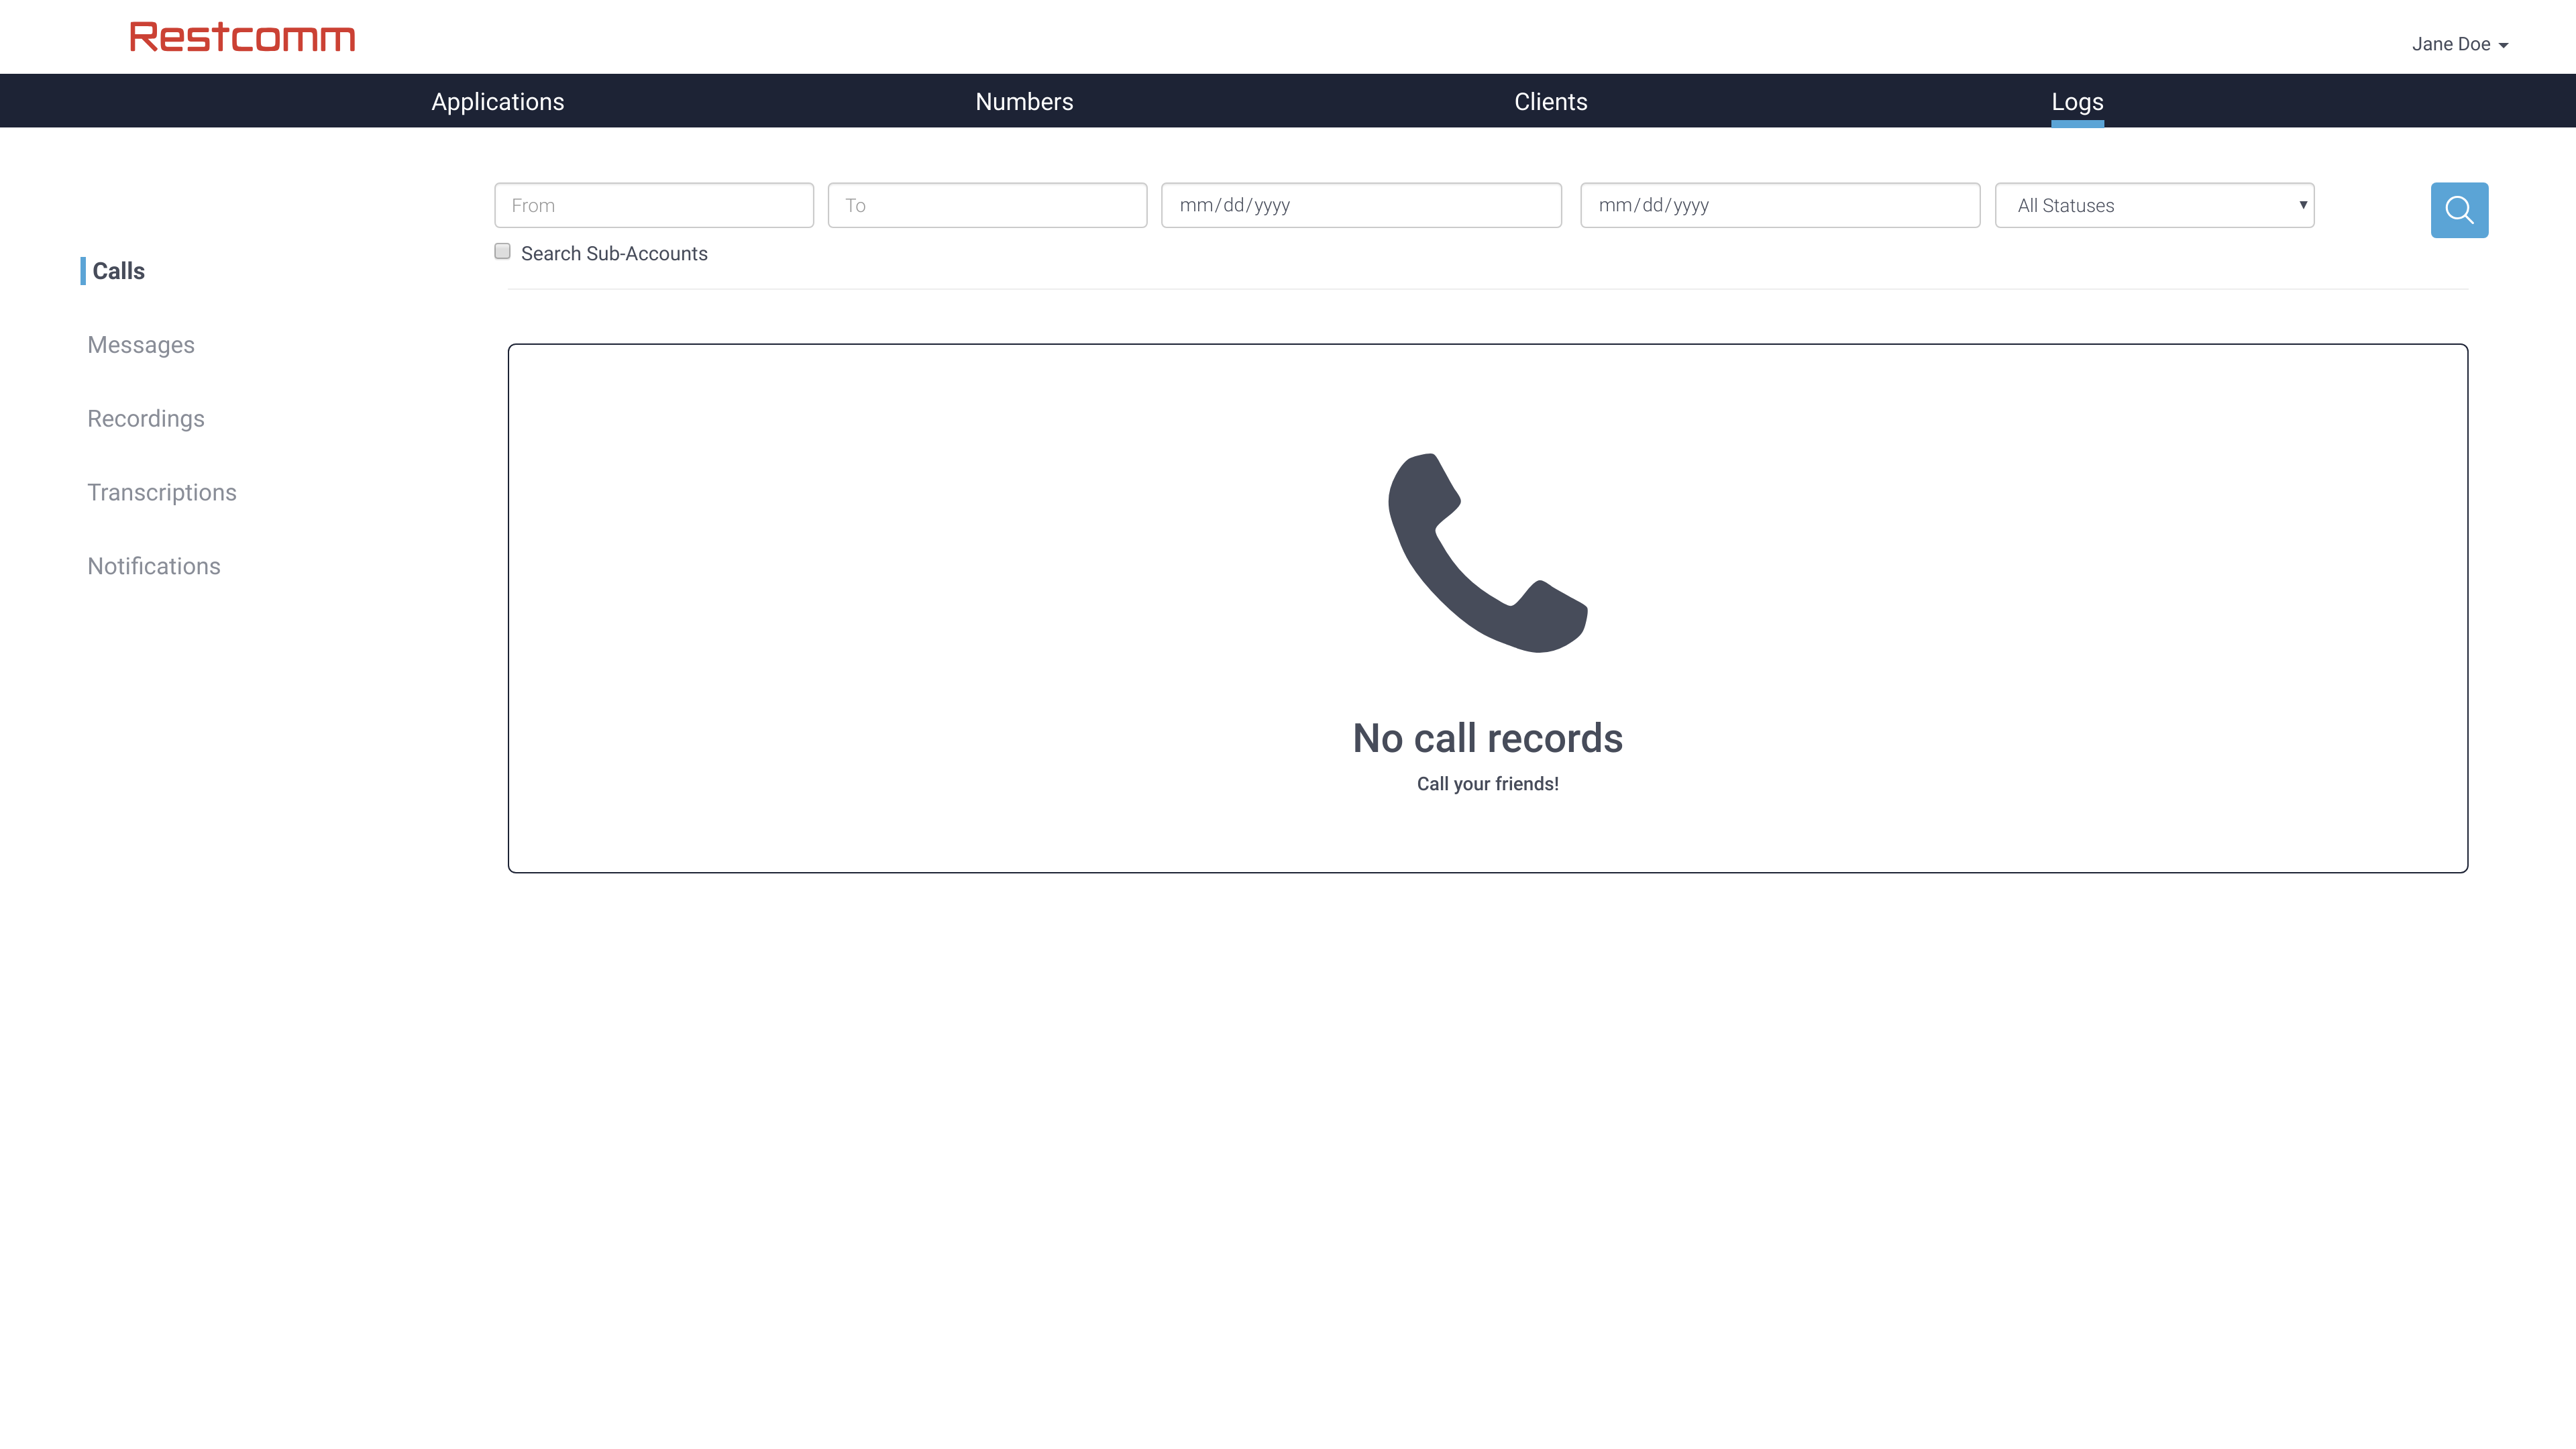 Restcomm
Jane Doe
Applications Numbers Clients Logs
From To mm/dd/yyyy mm/dd/yyyy All Statuses
Search Sub-Accounts
Calls
Messages
Recordings
Transcriptions
Notifications
No call records
Call your friends!